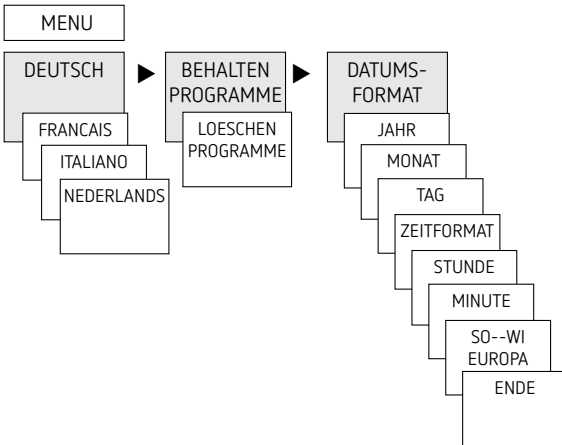 MENU
DEUTSCH
FRANCAIS
ITALIANO
NEDERLANDS
BEHALTEN
PROGRAMME
LOESCHEN
PROGRAMME
DATUMS-
FORMAT
JAHR
MONAT
TAG
ZEITFORMAT
STUNDE
MINUTE
SO--WI
EUROPA
ENDE